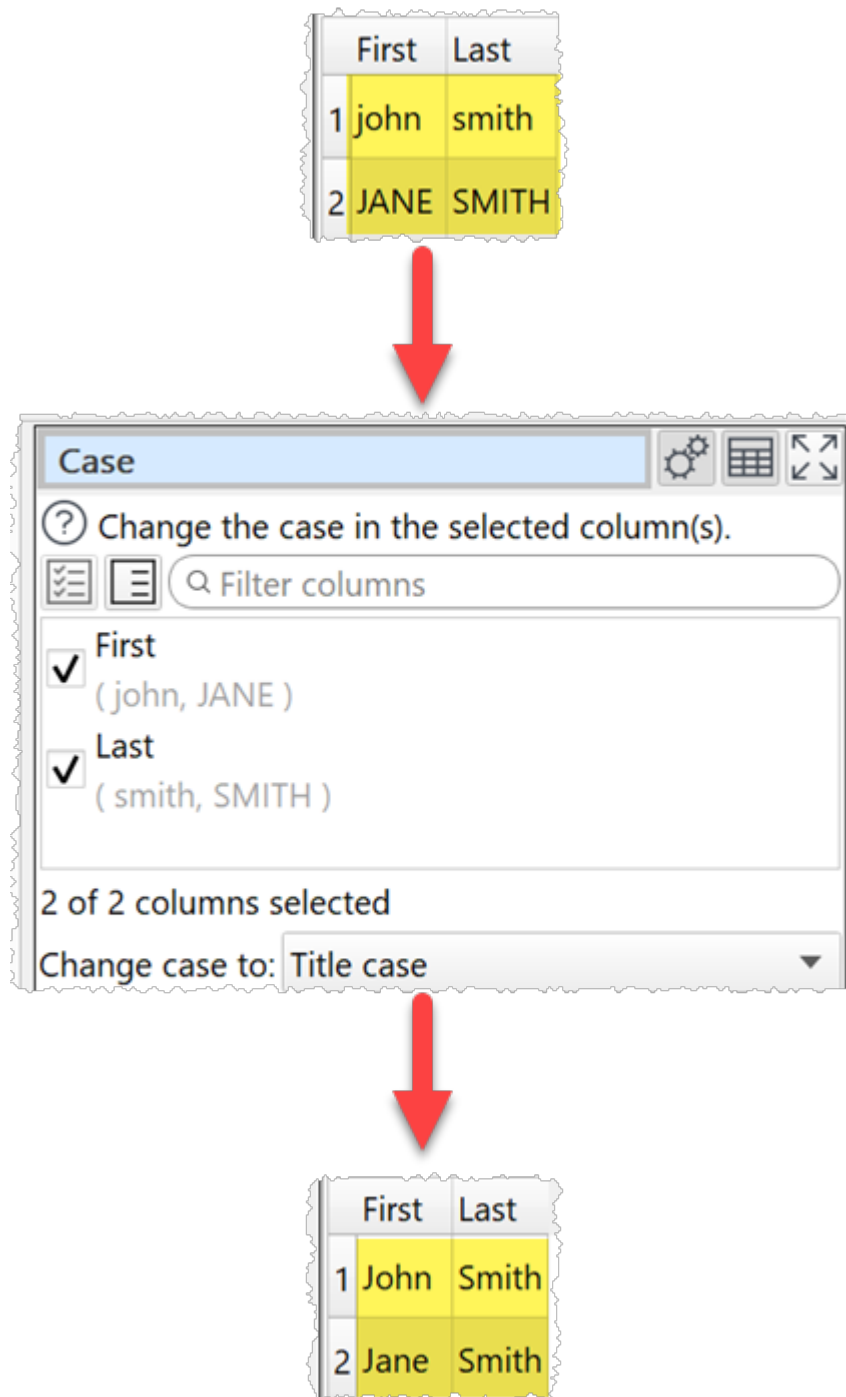 First Last
1 john smith
2 JANE SMITH
Case
? Change the case in the selected column(s).
Filter columns
First
( john, JANE )
Last
( smith, SMITH )
2 of 2 columns selected
Change case to: Title case
First Last
1 John Smith
2 Jane Smith